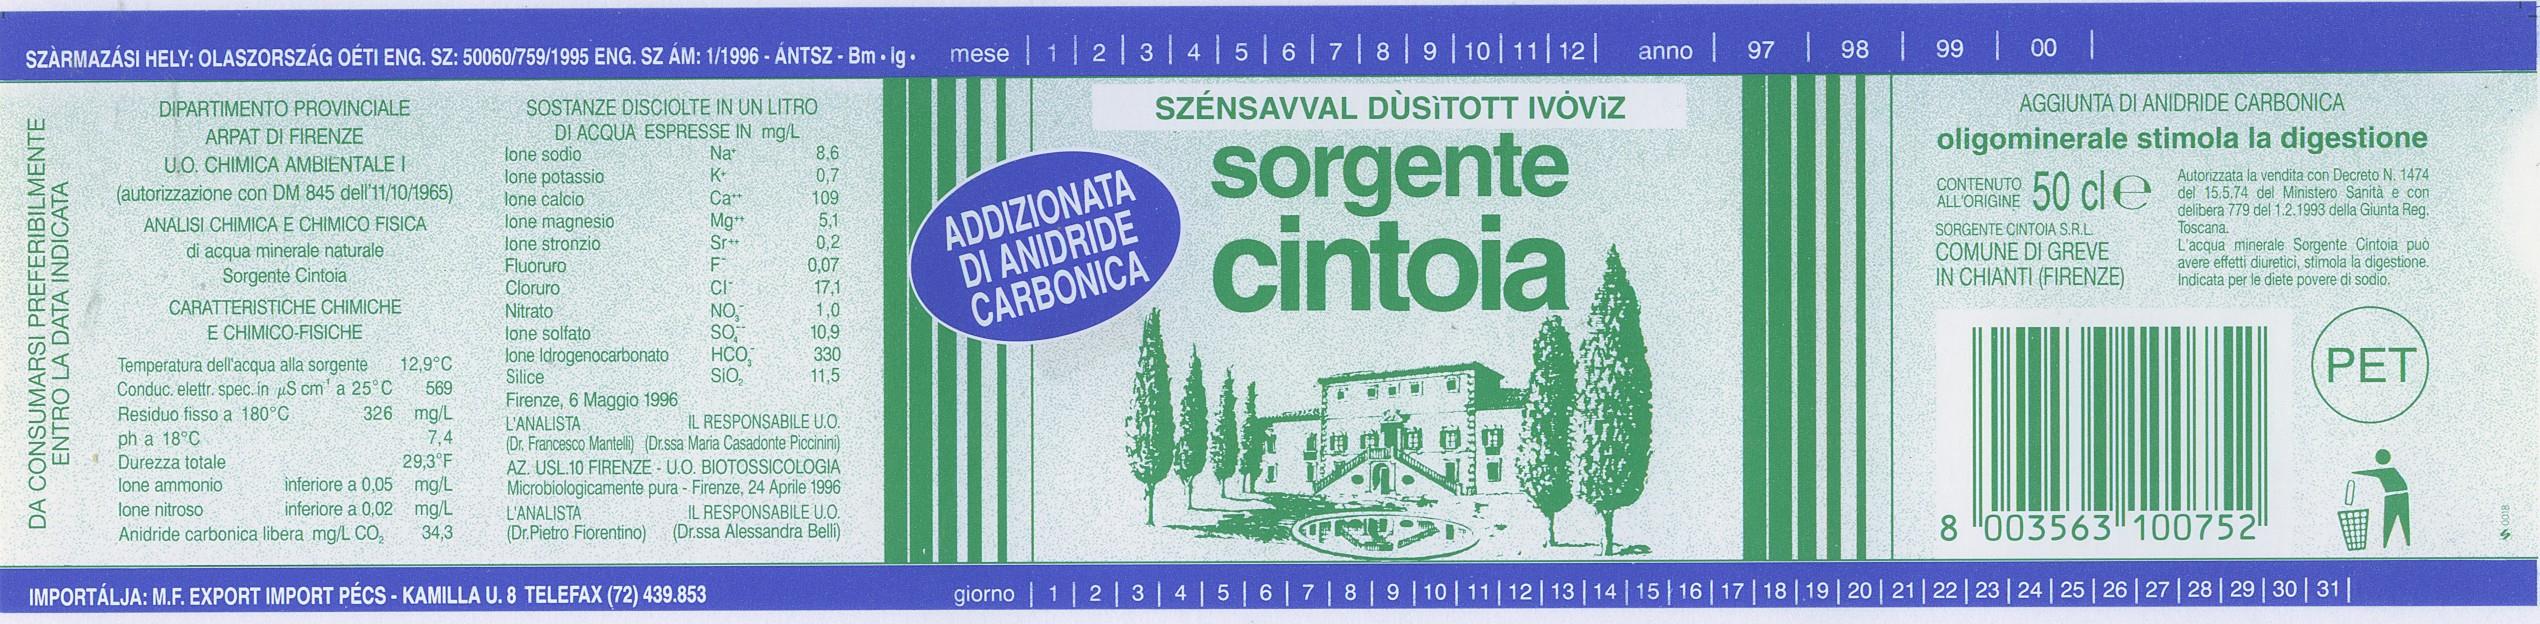 SZÀRMAZÁSI HELY: OLASZORSZÁG OÉTI ENG. SZ: 50060/759/1995 ENG. SZ ÁM: 1/1996 - ÁNTSZ - Bm • ig •
mese | 1 | 2 | 3 | 4 | 5 | 6 | 7 | 8 | 9 | 10 | 11 | 12 | anno | 97 | 98 | 99 | 00 |
DA CONSUMARSI PREFERIBILMENTE
ENTRO LA DATA INDICATA
DIPARTIMENTO PROVINCIALE
ARPAT DI FIRENZE
U.O. CHIMICA AMBIENTALE I
(autorizzazione con DM 845 dell'11/10/1965)
ANALISI CHIMICA E CHIMICO FISICA
di acqua minerale naturale
Sorgente Cintoia
CARATTERISTICHE CHIMICHE
E CHIMICO-FISICHE
Temperatura dell'acqua alla sorgente 12,9°C
Conduc. elettr. spec. in µS cm⁻¹ a 25°C 569
Residuo fisso a 180°C 326 mg/L
ph a 18°C 7,4
Durezza totale 29,3°F
Ione ammonio inferiore a 0,05 mg/L
Ione nitroso inferiore a 0,02 mg/L
Anidride carbonica libera mg/L CO₂ 34,3
SOSTANZE DISCIOLTE IN UN LITRO
DI ACQUA ESPRESSE IN mg/L
Ione sodio Na⁺ 8,6
Ione potassio K⁺ 0,7
Ione calcio Ca⁺⁺ 109
Ione magnesio Mg⁺⁺ 5,1
Ione stronzio Sr⁺⁺ 0,2
Fluoruro F⁻ 0,07
Cloruro Cl⁻ 17,1
Nitrato NO₃⁻ 1,0
Ione solfato SO₄⁻⁻ 10,9
Ione Idrogenocarbonato HCO₃⁻ 330
Silice SiO₂ 11,5
Firenze, 6 Maggio 1996
L'ANALISTA IL RESPONSABILE U.O.
(Dr. Francesco Mantelli) (Dr.ssa Maria Casadonte Piccinini)
AZ. USL.10 FIRENZE - U.O. BIOTOSSICOLOGIA
Microbiologicamente pura - Firenze, 24 Aprile 1996
L'ANALISTA IL RESPONSABILE U.O.
(Dr.Pietro Fiorentino) (Dr.ssa Alessandra Belli)
SZÉNSAVVAL DÙSìTOTT IVÓVìZ
sorgente
cintoia
ADDIZIONATA
DI ANIDRIDE
CARBONICA
AGGIUNTA DI ANIDRIDE CARBONICA
oligominerale stimola la digestione
CONTENUTO
ALL'ORIGINE 50 cl ℮
SORGENTE CINTOIA S.R.L.
COMUNE DI GREVE
IN CHIANTI (FIRENZE)
Autorizzata la vendita con Decreto N. 1474
del 15.5.74 del Ministero Sanità e con
delibera 779 del 1.2.1993 della Giunta Reg.
Toscana.
L'acqua minerale Sorgente Cintoia può
avere effetti diuretici, stimola la digestione.
Indicata per le diete povere di sodio.
PET
8 003563 100752
IMPORTÁLJA: M.F. EXPORT IMPORT PÉCS - KAMILLA U. 8 TELEFAX (72) 439.853
giorno | 1 | 2 | 3 | 4 | 5 | 6 | 7 | 8 | 9 | 10 | 11 | 12 | 13 | 14 | 15 | 16 | 17 | 18 | 19 | 20 | 21 | 22 | 23 | 24 | 25 | 26 | 27 | 28 | 29 | 30 | 31 |